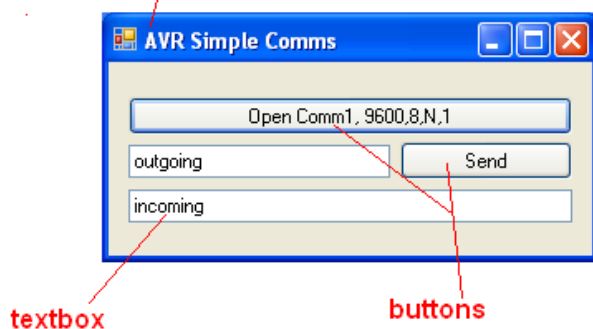 AVR Simple Comms
Open Comm1, 9600,8,N,1
outgoing
Send
incoming
textbox
buttons